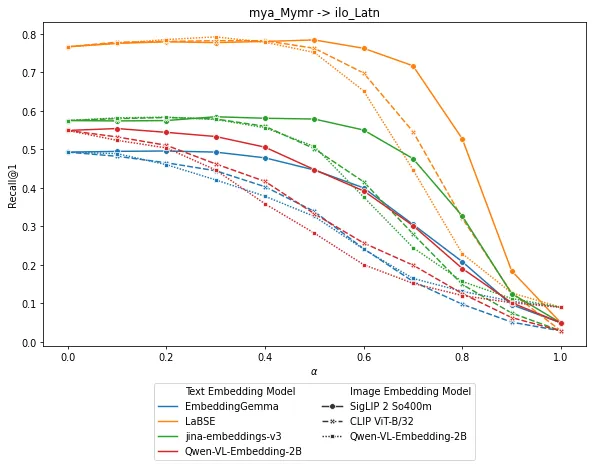 mya_Mymr -> ilo_Latn
Recall@1
0.8
0.7
0.6
0.5
0.4
0.3
0.2
0.1
0.0
0.0 0.2 0.4 0.6 0.8 1.0
α
Text Embedding Model
EmbeddingGemma
LaBSE
jina-embeddings-v3
Qwen-VL-Embedding-2B
Image Embedding Model
SigLIP 2 So400m
CLIP ViT-B/32
Qwen-VL-Embedding-2B